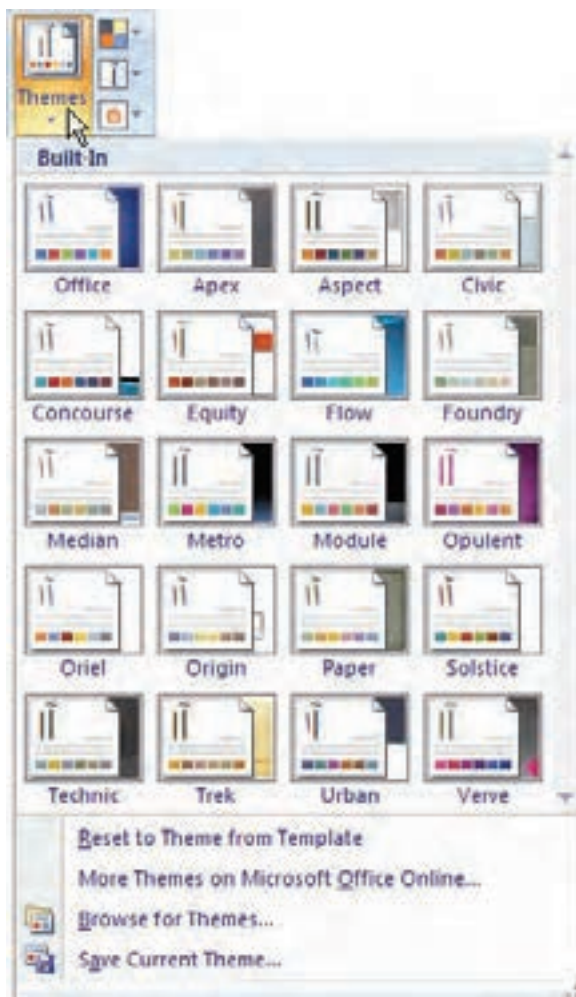 Themes
Built-In
Office Apex Aspect Civic
Concourse Equity Flow Foundry
Median Metro Module Opulent
Oriel Origin Paper Solstice
Technic Trek Urban Verve
Reset to Theme from Template
More Themes on Microsoft Office Online...
Browse for Themes...
Save Current Theme...